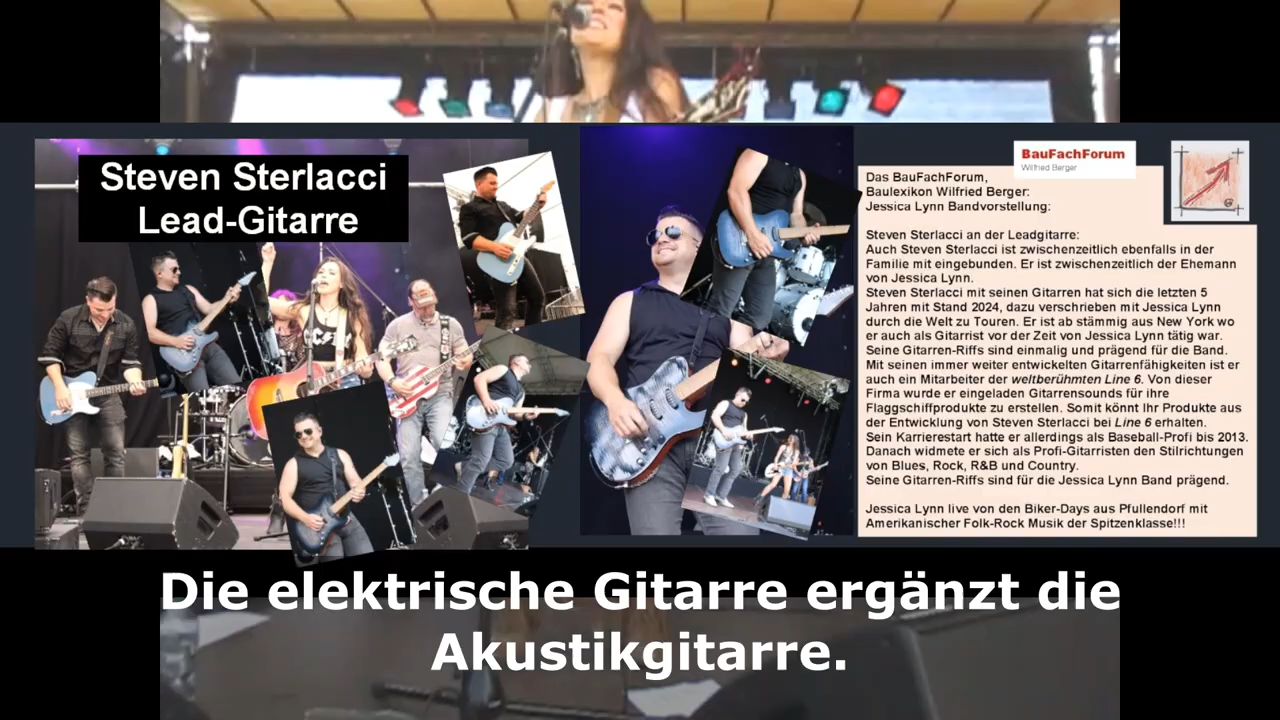 Steven Sterlacci
Lead-Gitarre
BauFachForum
Wilfried Berger
Das BauFachForum,
Baulexikon Wilfried Berger:
Jessica Lynn Bandvorstellung:
Steven Sterlacci an der Leadgitarre:
Auch Steven Sterlacci ist zwischenzeitlich ebenfalls in der
Familie mit eingebunden. Er ist zwischenzeitlich der Ehemann
von Jessica Lynn.
Steven Sterlacci mit seinen Gitarren hat sich die letzten 5
Jahren mit Stand 2024, dazu verschrieben mit Jessica Lynn
durch die Welt zu Touren. Er ist ab stämmig aus New York wo
er auch als Gitarrist vor der Zeit von Jessica Lynn tätig war.
Seine Gitarren-Riffs sind einmalig und prägend für die Band.
Mit seinen immer weiter entwickelten Gitarrenfähigkeiten ist er
auch ein Mitarbeiter der weltberühmten Line 6. Von dieser
Firma wurde er eingeladen Gitarrensounds für ihre
Flaggschiffprodukte zu erstellen. Somit könnt Ihr Produkte aus
der Entwicklung von Steven Sterlacci bei Line 6 erhalten.
Sein Karrierestart hatte er allerdings als Baseball-Profi bis 2013.
Danach widmete er sich als Profi-Gitarristen den Stilrichtungen
von Blues, Rock, R&B und Country.
Seine Gitarren-Riffs sind für die Jessica Lynn Band prägend.
Jessica Lynn live von den Biker-Days aus Pfullendorf mit
Amerikanischer Folk-Rock Musik der Spitzenklasse!!!
Die elektrische Gitarre ergänzt die
Akustikgitarre.